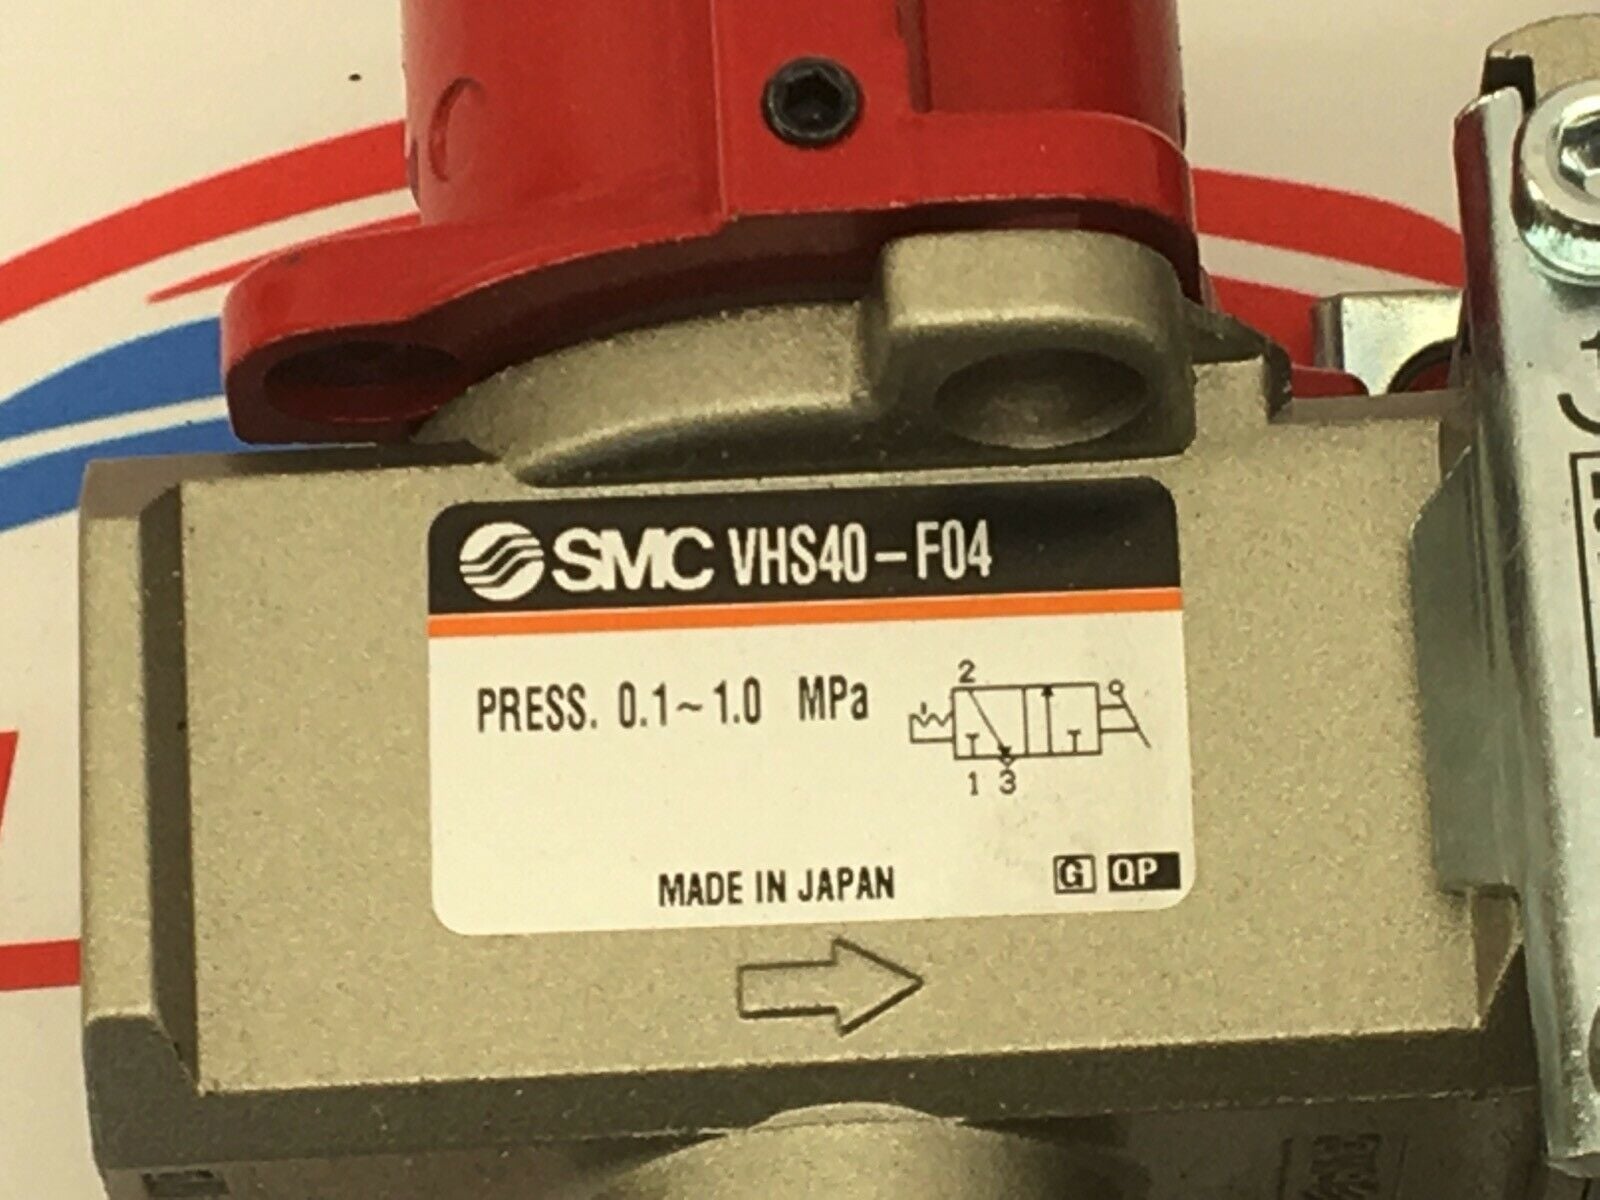 SMC VHS40-F04
PRESS. 0.1~1.0 MPa
2
1 3
MADE IN JAPAN G QP